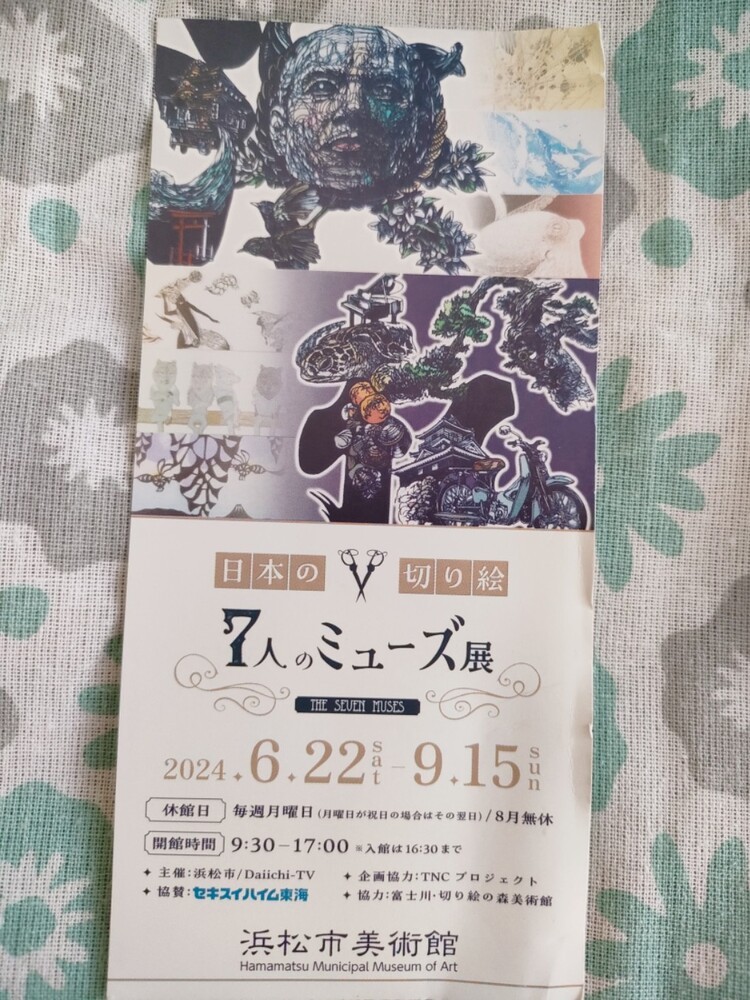 日本の 切り絵
7人のミューズ展
THE SEVEN MUSES
2024.6.22 sat – 9.15 sun
休館日 毎週月曜日(月曜日が祝日の場合はその翌日)/8月無休
開館時間 9:30−17:00 ※入館は16:30まで
✦主催:浜松市/Daiichi-TV ✦企画協力:TNC プロジェクト
✦協賛:セキスイハイム東海 ✦協力:富士川・切り絵の森美術館
浜松市美術館
Hamamatsu Municipal Museum of Art